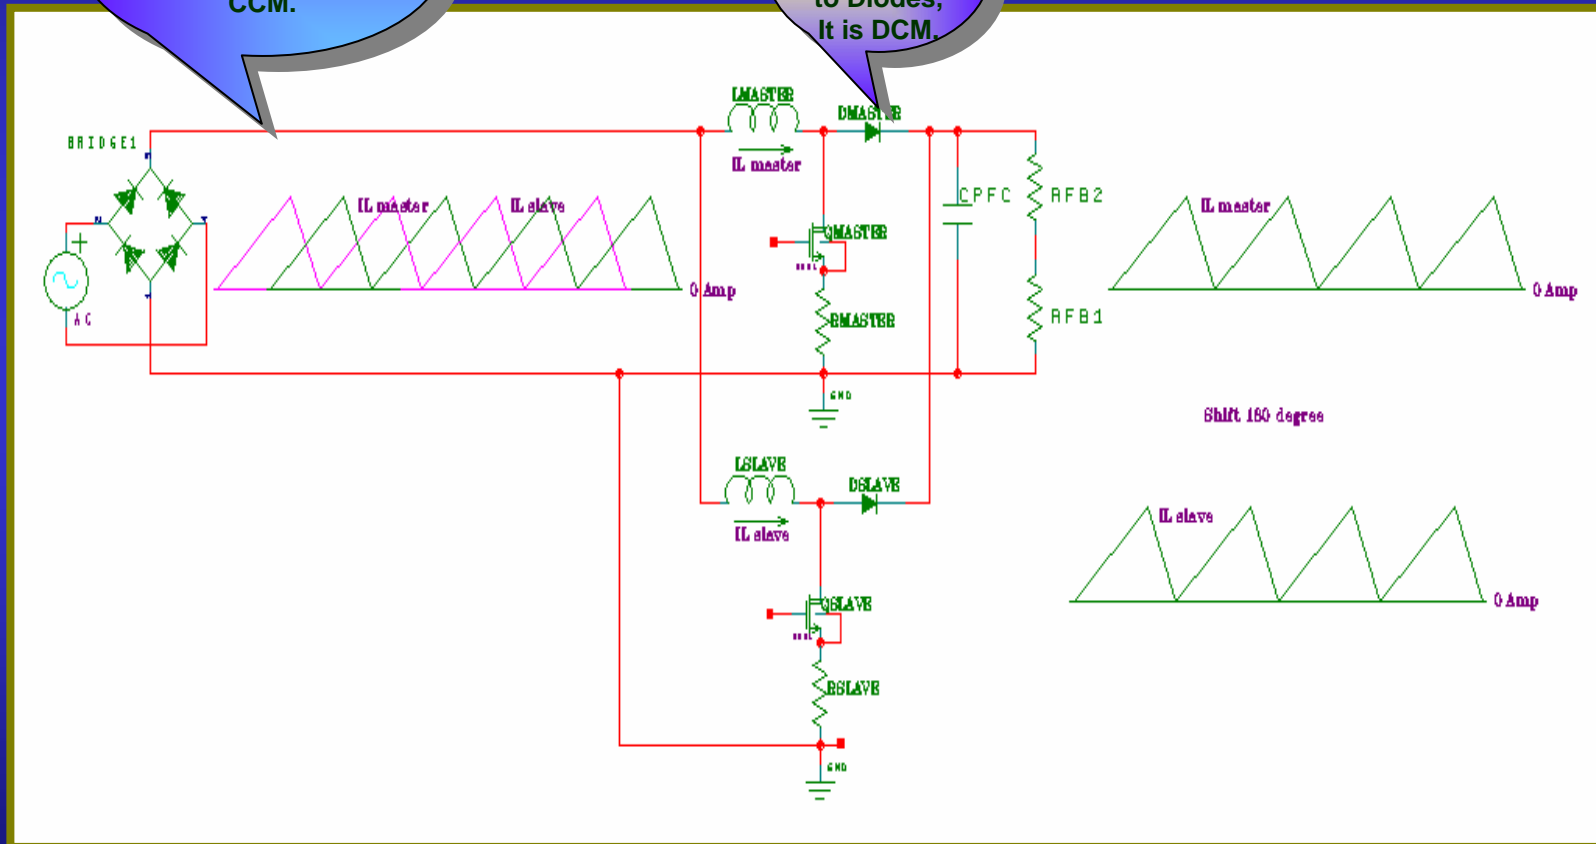 CCM.
to Diodes,
It is DCM.
LMASTER
DMASTER
BRIDGE1
IL master
IL master
IL slave
CPFC
RFB2
IL master
QMASTER
0 Amp
0 Amp
AC
RMASTER
RFB1
GND
Shift 180 degree
LSLAVE
DSLAVE
IL slave
IL slave
QSLAVE
0 Amp
RSLAVE
GND